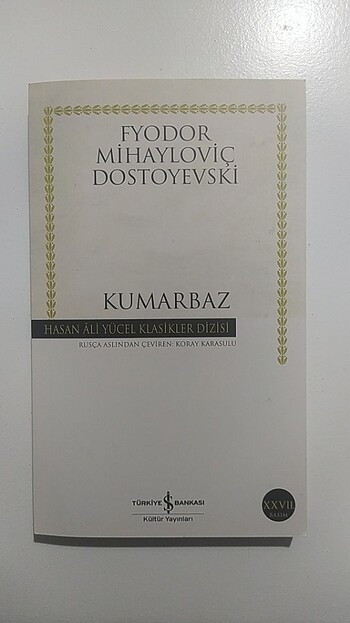 FYODOR
MİHAYLOVİÇ
DOSTOYEVSKİ
KUMARBAZ
HASAN ÂLİ YÜCEL KLASİKLER DİZİSİ
RUSÇA ASLINDAN ÇEVİREN: KORAY KARASULU
TÜRKİYE İŞ BANKASI
Kültür Yayınları
XXVII.
BASIM